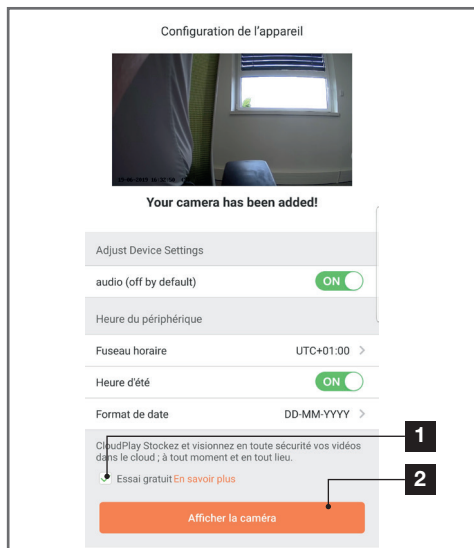 Configuration de l'appareil
Your camera has been added!
Adjust Device Settings
audio (off by default)
ON
Heure du périphérique
Fuseau horaire
UTC+01:00 >
Heure d'été
ON
Format de date
DD-MM-YYYY >
CloudPlay Stockez et visionnez en toute sécurité vos vidéos
dans le cloud ; à tout moment et en tout lieu.
1
Essai gratuit En savoir plus
2
Afficher la caméra